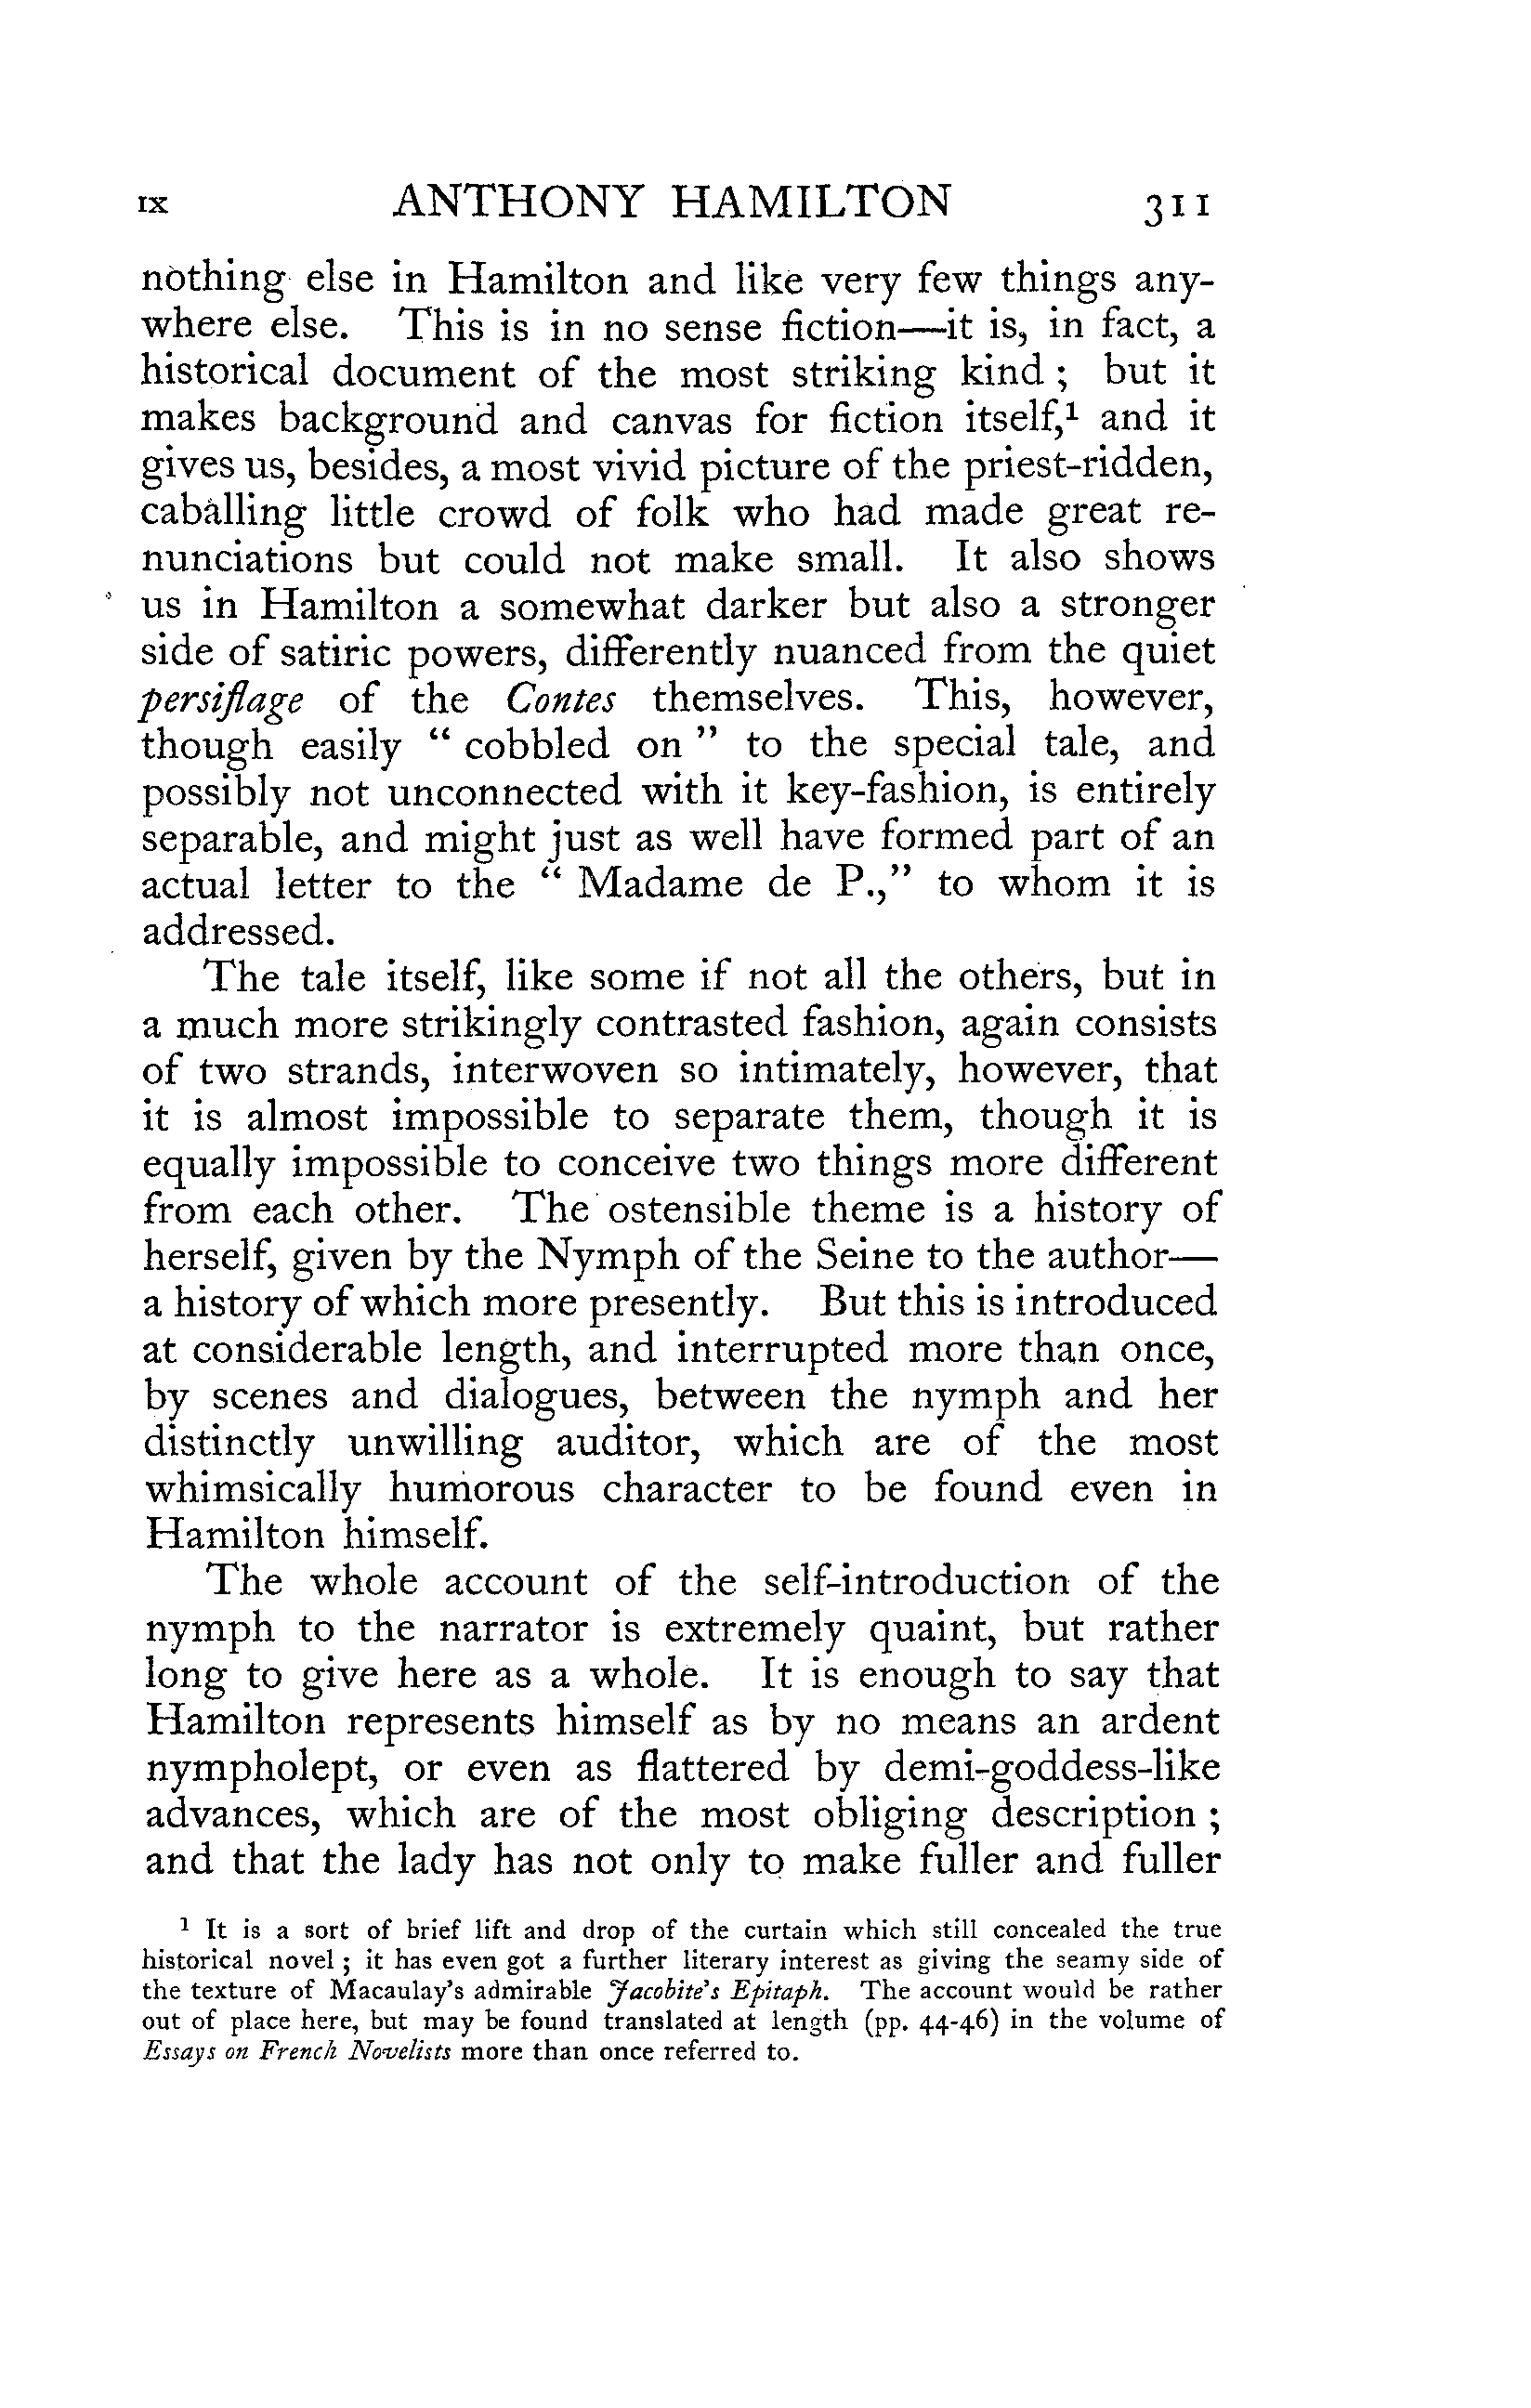 IX ANTHONY HAMILTON 311
nothing else in Hamilton and like very few things any-
where else. This is in no sense fiction—it is, in fact, a
historical document of the most striking kind ; but it
makes background and canvas for fiction itself,¹ and it
gives us, besides, a most vivid picture of the priest-ridden,
caballing little crowd of folk who had made great re-
nunciations but could not make small. It also shows
us in Hamilton a somewhat darker but also a stronger
side of satiric powers, differently nuanced from the quiet
persiflage of the Contes themselves. This, however,
though easily “ cobbled on ” to the special tale, and
possibly not unconnected with it key-fashion, is entirely
separable, and might just as well have formed part of an
actual letter to the “ Madame de P.,” to whom it is
addressed.
The tale itself, like some if not all the others, but in
a much more strikingly contrasted fashion, again consists
of two strands, interwoven so intimately, however, that
it is almost impossible to separate them, though it is
equally impossible to conceive two things more different
from each other. The ostensible theme is a history of
herself, given by the Nymph of the Seine to the author—
a history of which more presently. But this is introduced
at considerable length, and interrupted more than once,
by scenes and dialogues, between the nymph and her
distinctly unwilling auditor, which are of the most
whimsically humorous character to be found even in
Hamilton himself.
The whole account of the self-introduction of the
nymph to the narrator is extremely quaint, but rather
long to give here as a whole. It is enough to say that
Hamilton represents himself as by no means an ardent
nympholept, or even as flattered by demi-goddess-like
advances, which are of the most obliging description ;
and that the lady has not only to make fuller and fuller
¹ It is a sort of brief lift and drop of the curtain which still concealed the true
historical novel ; it has even got a further literary interest as giving the seamy side of
the texture of Macaulay's admirable Jacobite's Epitaph. The account would be rather
out of place here, but may be found translated at length (pp. 44-46) in the volume of
Essays on French Novelists more than once referred to.